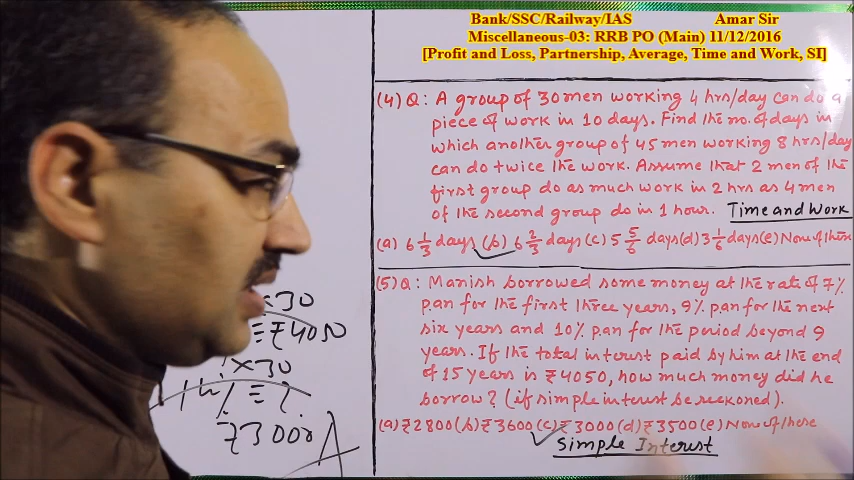 Bank/SSC/Railway/IAS Amar Sir
Miscellaneous-03: RRB PO (Main) 11/12/2016
[Profit and Loss, Partnership, Average, Time and Work, SI]
(4) Q: A group of 30 men working 4 hrs/day can do a
piece of work in 10 days. Find the no. of days in
which another group of 45 men working 8 hrs/day
can do twice the work. Assume that 2 men of the
first group do as much work in 2 hrs as 4 men
of the second group do in 1 hour. Time and Work
(a) 6 1/3 days (b) 6 2/3 days (c) 5 5/6 days (d) 3 1/6 days (e) None of these
(5) Q: Manish borrowed some money at the rate of 7%
p.an for the first three years, 9% p.an for the next
six years and 10% p.an for the period beyond 9
years. If the total interest paid by him at the end
of 15 years is ₹4050, how much money did he
borrow? (if simple interest be reckoned).
(a) ₹2800 (b) ₹3600 (c) ₹3000 (d) ₹3500 (e) None of these
Simple Interest
×30
≡ ₹4050
×30
% ≡ ?
₹3000